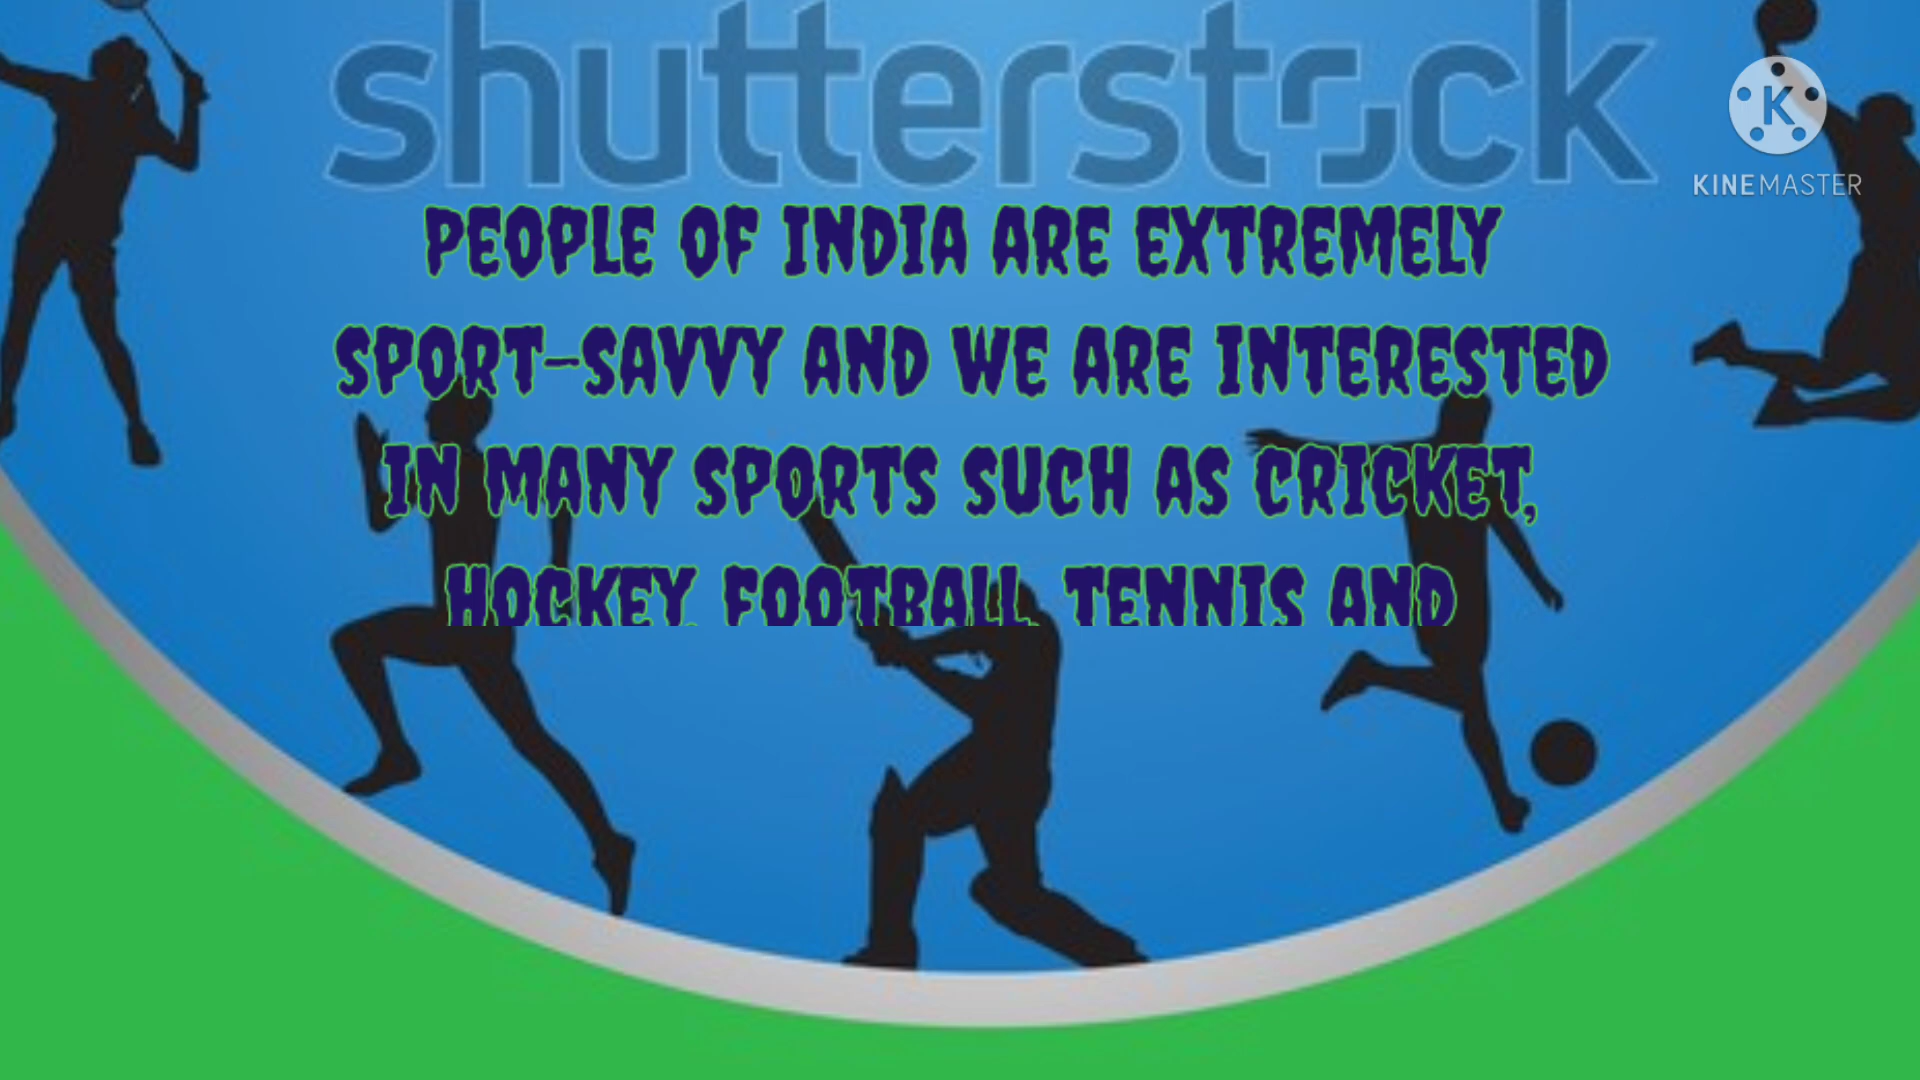 shutterstock
K
KINEMASTER
PEOPLE OF INDIA ARE EXTREMELY
SPORT-SAVVY AND WE ARE INTERESTED
IN MANY SPORTS SUCH AS CRICKET,
HOCKEY, FOOTBALL, TENNIS AND